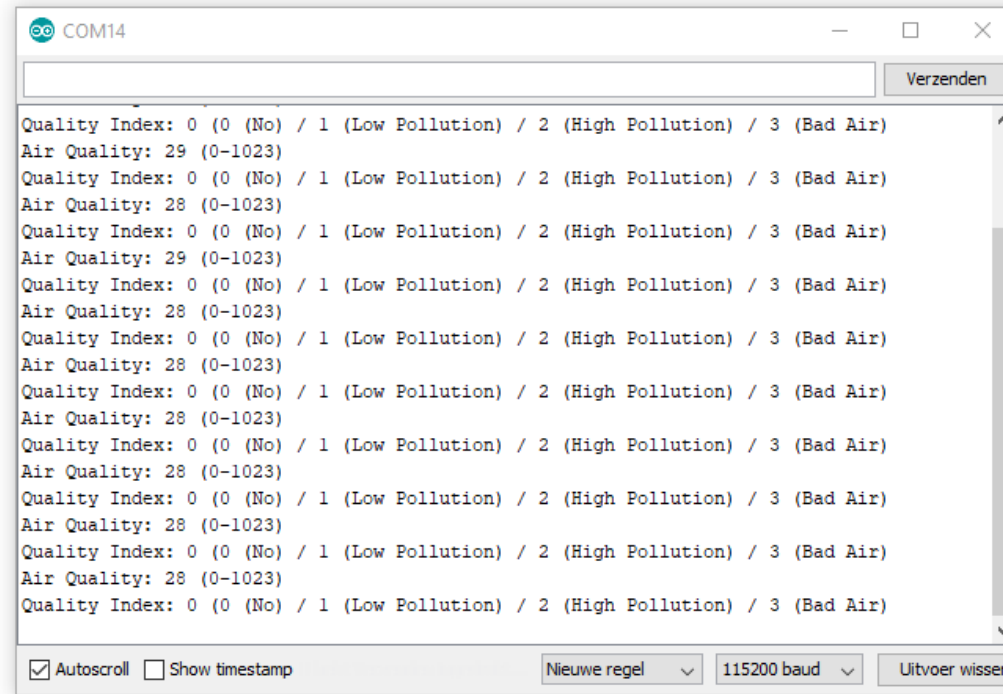 COM14
Verzenden
Quality Index: 0 (0 (No) / 1 (Low Pollution) / 2 (High Pollution) / 3 (Bad Air)
Air Quality: 29 (0-1023)
Quality Index: 0 (0 (No) / 1 (Low Pollution) / 2 (High Pollution) / 3 (Bad Air)
Air Quality: 28 (0-1023)
Quality Index: 0 (0 (No) / 1 (Low Pollution) / 2 (High Pollution) / 3 (Bad Air)
Air Quality: 29 (0-1023)
Quality Index: 0 (0 (No) / 1 (Low Pollution) / 2 (High Pollution) / 3 (Bad Air)
Air Quality: 28 (0-1023)
Quality Index: 0 (0 (No) / 1 (Low Pollution) / 2 (High Pollution) / 3 (Bad Air)
Air Quality: 28 (0-1023)
Quality Index: 0 (0 (No) / 1 (Low Pollution) / 2 (High Pollution) / 3 (Bad Air)
Air Quality: 28 (0-1023)
Quality Index: 0 (0 (No) / 1 (Low Pollution) / 2 (High Pollution) / 3 (Bad Air)
Air Quality: 28 (0-1023)
Quality Index: 0 (0 (No) / 1 (Low Pollution) / 2 (High Pollution) / 3 (Bad Air)
Air Quality: 28 (0-1023)
Quality Index: 0 (0 (No) / 1 (Low Pollution) / 2 (High Pollution) / 3 (Bad Air)
Air Quality: 28 (0-1023)
Quality Index: 0 (0 (No) / 1 (Low Pollution) / 2 (High Pollution) / 3 (Bad Air)
Autoscroll Show timestamp Nieuwe regel 115200 baud Uitvoer wissen